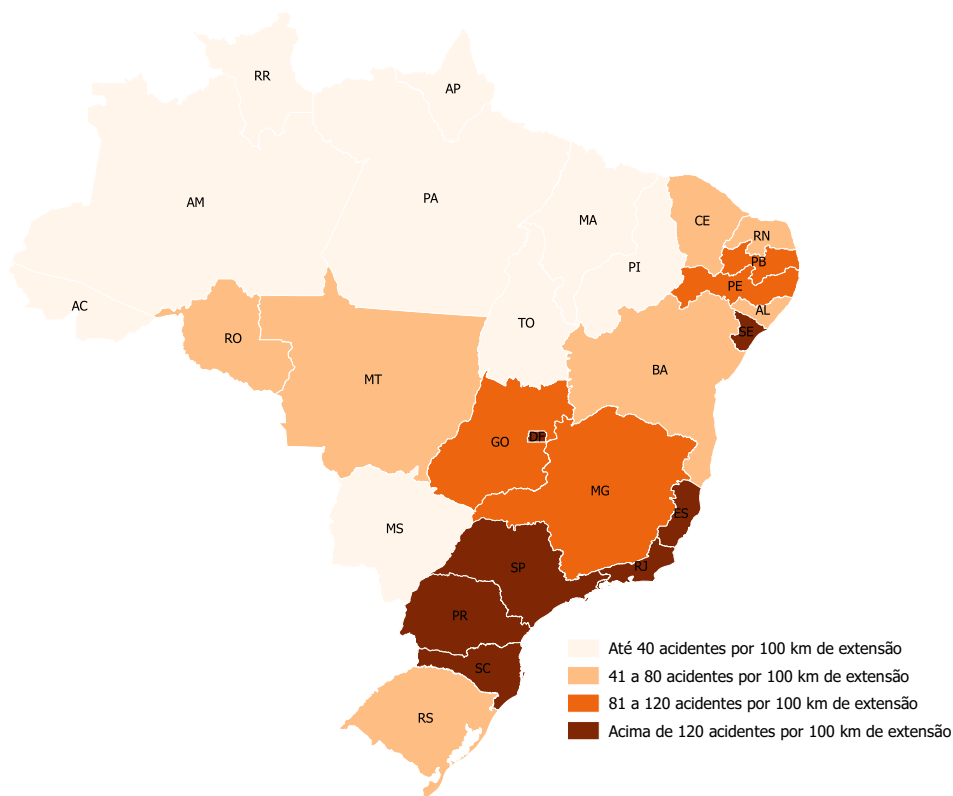 RR
AP
AM
PA
MA
CE
RN
PB
PI
PE
AC
AL
TO
SE
RO
BA
MT
DF
GO
MG
ES
MS
RJ
SP
PR
SC
RS
Até 40 acidentes por 100 km de extensão
41 a 80 acidentes por 100 km de extensão
81 a 120 acidentes por 100 km de extensão
Acima de 120 acidentes por 100 km de extensão